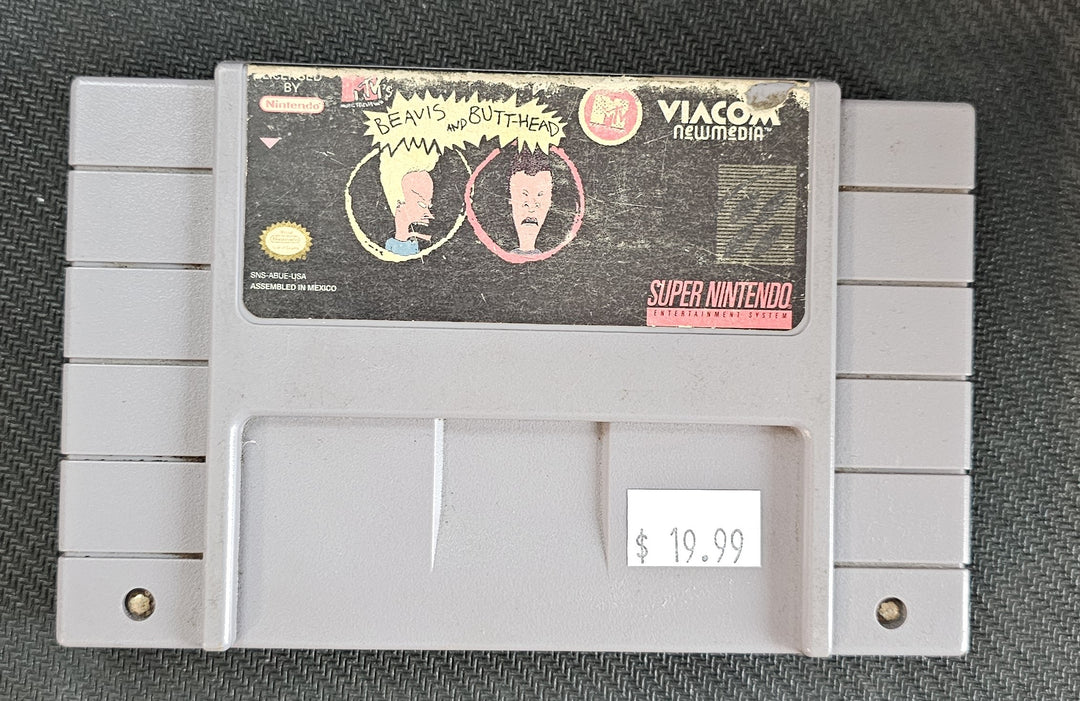 LICENSED
BY
Nintendo
MTV's
BEAVIS AND BUTT-HEAD
MTV
VIACOM
newmedia™
SNS-ABUE-USA
ASSEMBLED IN MEXICO
SUPER NINTENDO
ENTERTAINMENT SYSTEM
$ 19.99